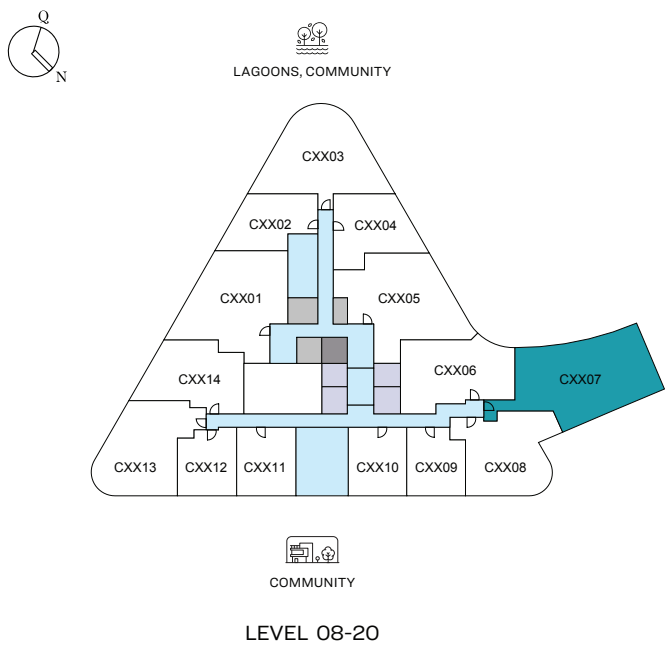 Q
N
LAGOONS, COMMUNITY
CXX03
CXX02
CXX04
CXX01
CXX05
CXX14
CXX06
CXX07
CXX13
CXX12
CXX11
CXX10
CXX09
CXX08
COMMUNITY
LEVEL 08-20